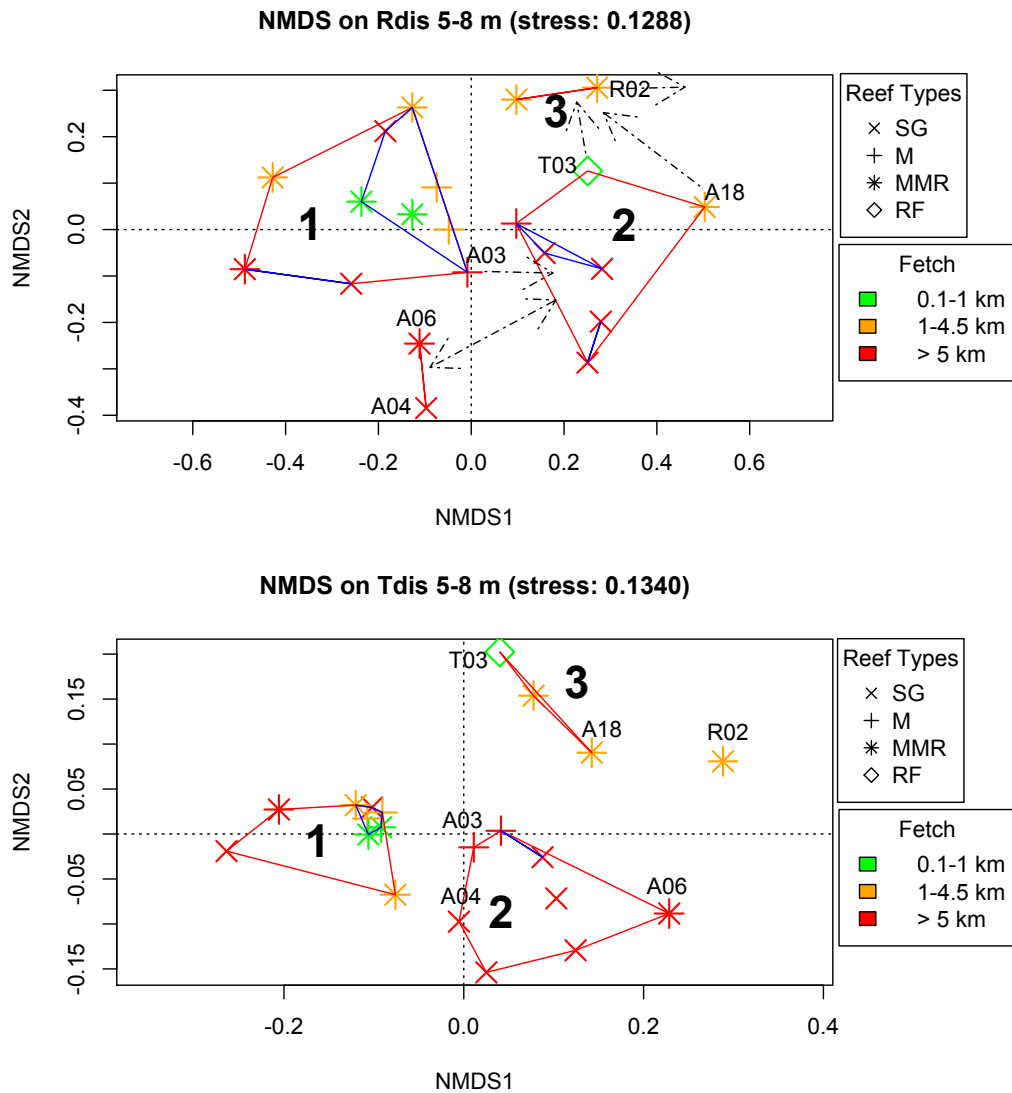 NMDS on Rdis 5-8 m (stress: 0.1288)
NMDS2
0.2
0.0
-0.2
-0.4
-0.6
-0.4
-0.2
0.0
0.2
0.4
0.6
NMDS1
1
2
3
R02
T03
A18
A03
A06
A04
Reef Types
SG
M
MMR
RF
Fetch
0.1-1 km
1-4.5 km
> 5 km
NMDS on Tdis 5-8 m (stress: 0.1340)
NMDS2
0.15
0.05
-0.05
-0.15
-0.2
0.0
0.2
0.4
NMDS1
T03
3
A18
R02
1
A03
A04
2
A06
Reef Types
SG
M
MMR
RF
Fetch
0.1-1 km
1-4.5 km
> 5 km